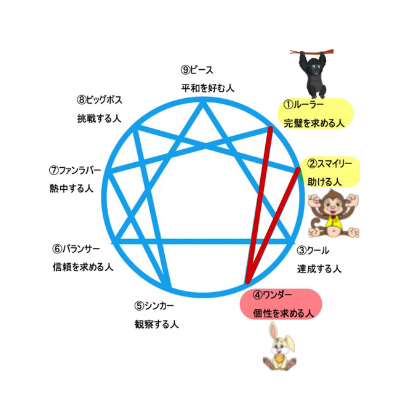 ⑨ピース
平和を好む人
①ルーラー
完璧を求める人
②スマイリー
助ける人
③クール
達成する人
④ワンダー
個性を求める人
⑤シンカー
観察する人
⑥バランサー
信頼を求める人
⑦ファンラバー
熱中する人
⑧ビッグボス
挑戦する人